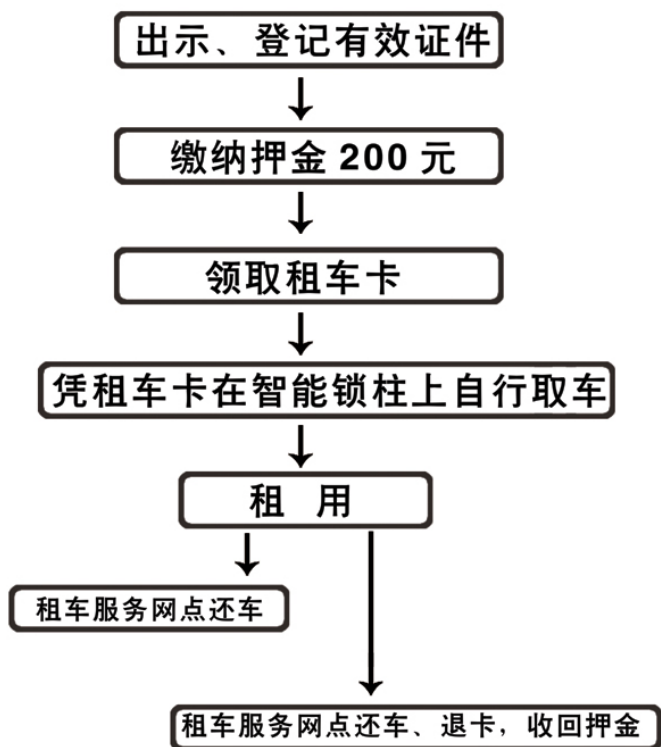 出示、登记有效证件
缴纳押金 200 元
领取租车卡
凭租车卡在智能锁柱上自行取车
租 用
租车服务网点还车
租车服务网点还车、退卡，收回押金